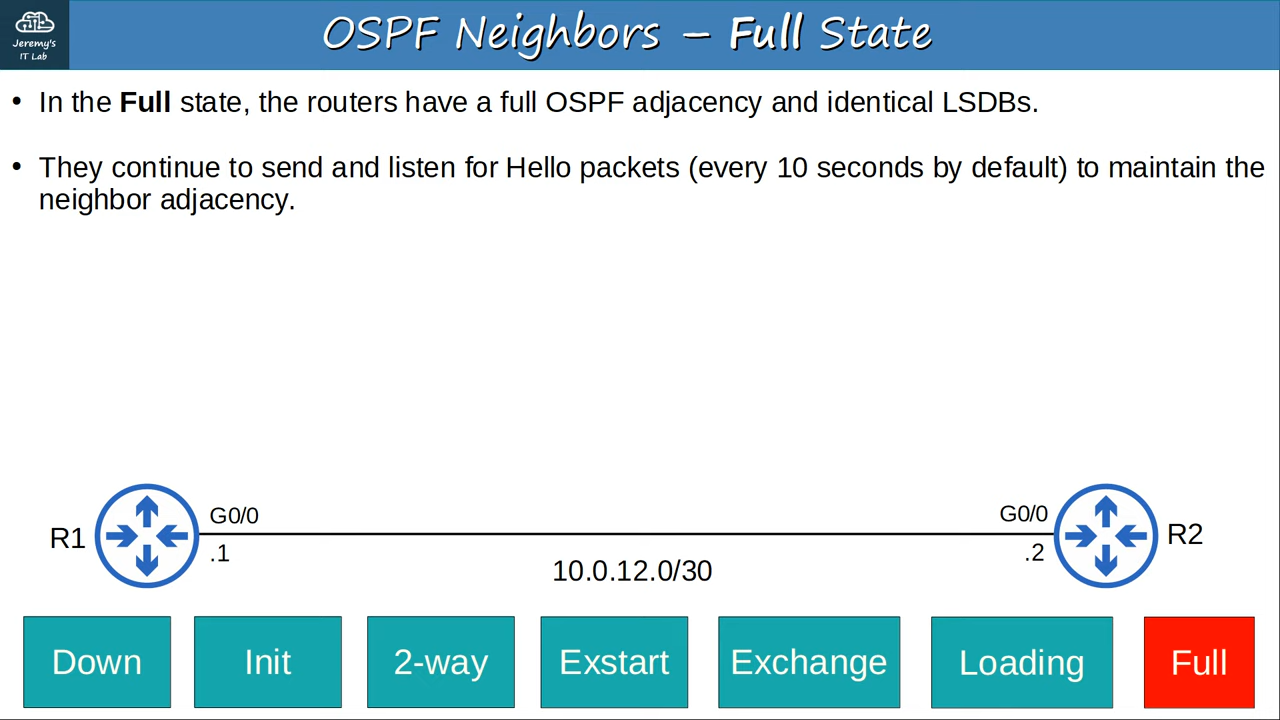 Jeremy's
IT Lab
OSPF Neighbors – Full State
• In the Full state, the routers have a full OSPF adjacency and identical LSDBs.
• They continue to send and listen for Hello packets (every 10 seconds by default) to maintain the
neighbor adjacency.
R1
G0/0
.1
10.0.12.0/30
G0/0
.2
R2
Down
Init
2-way
Exstart
Exchange
Loading
Full